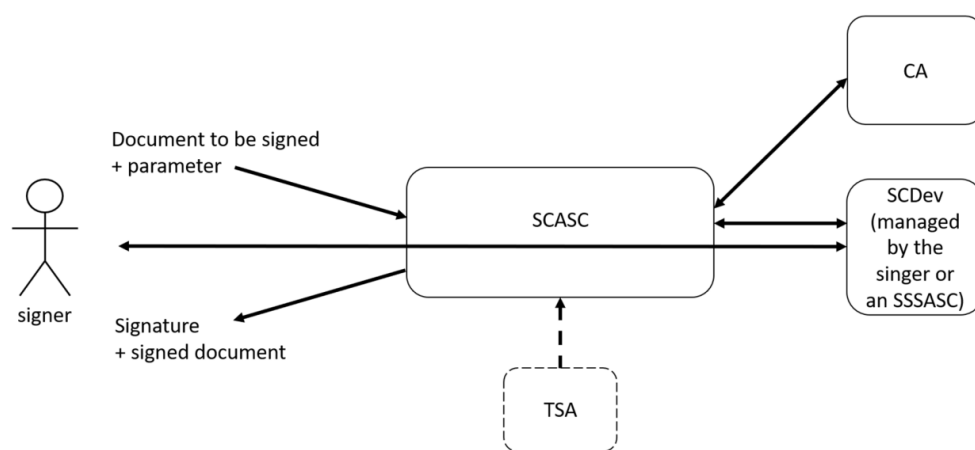 CA
Document to be signed
+ parameter
SCASC
SCDev
(managed
by the
singer or
an SSSASC)
signer
Signature
+ signed document
TSA